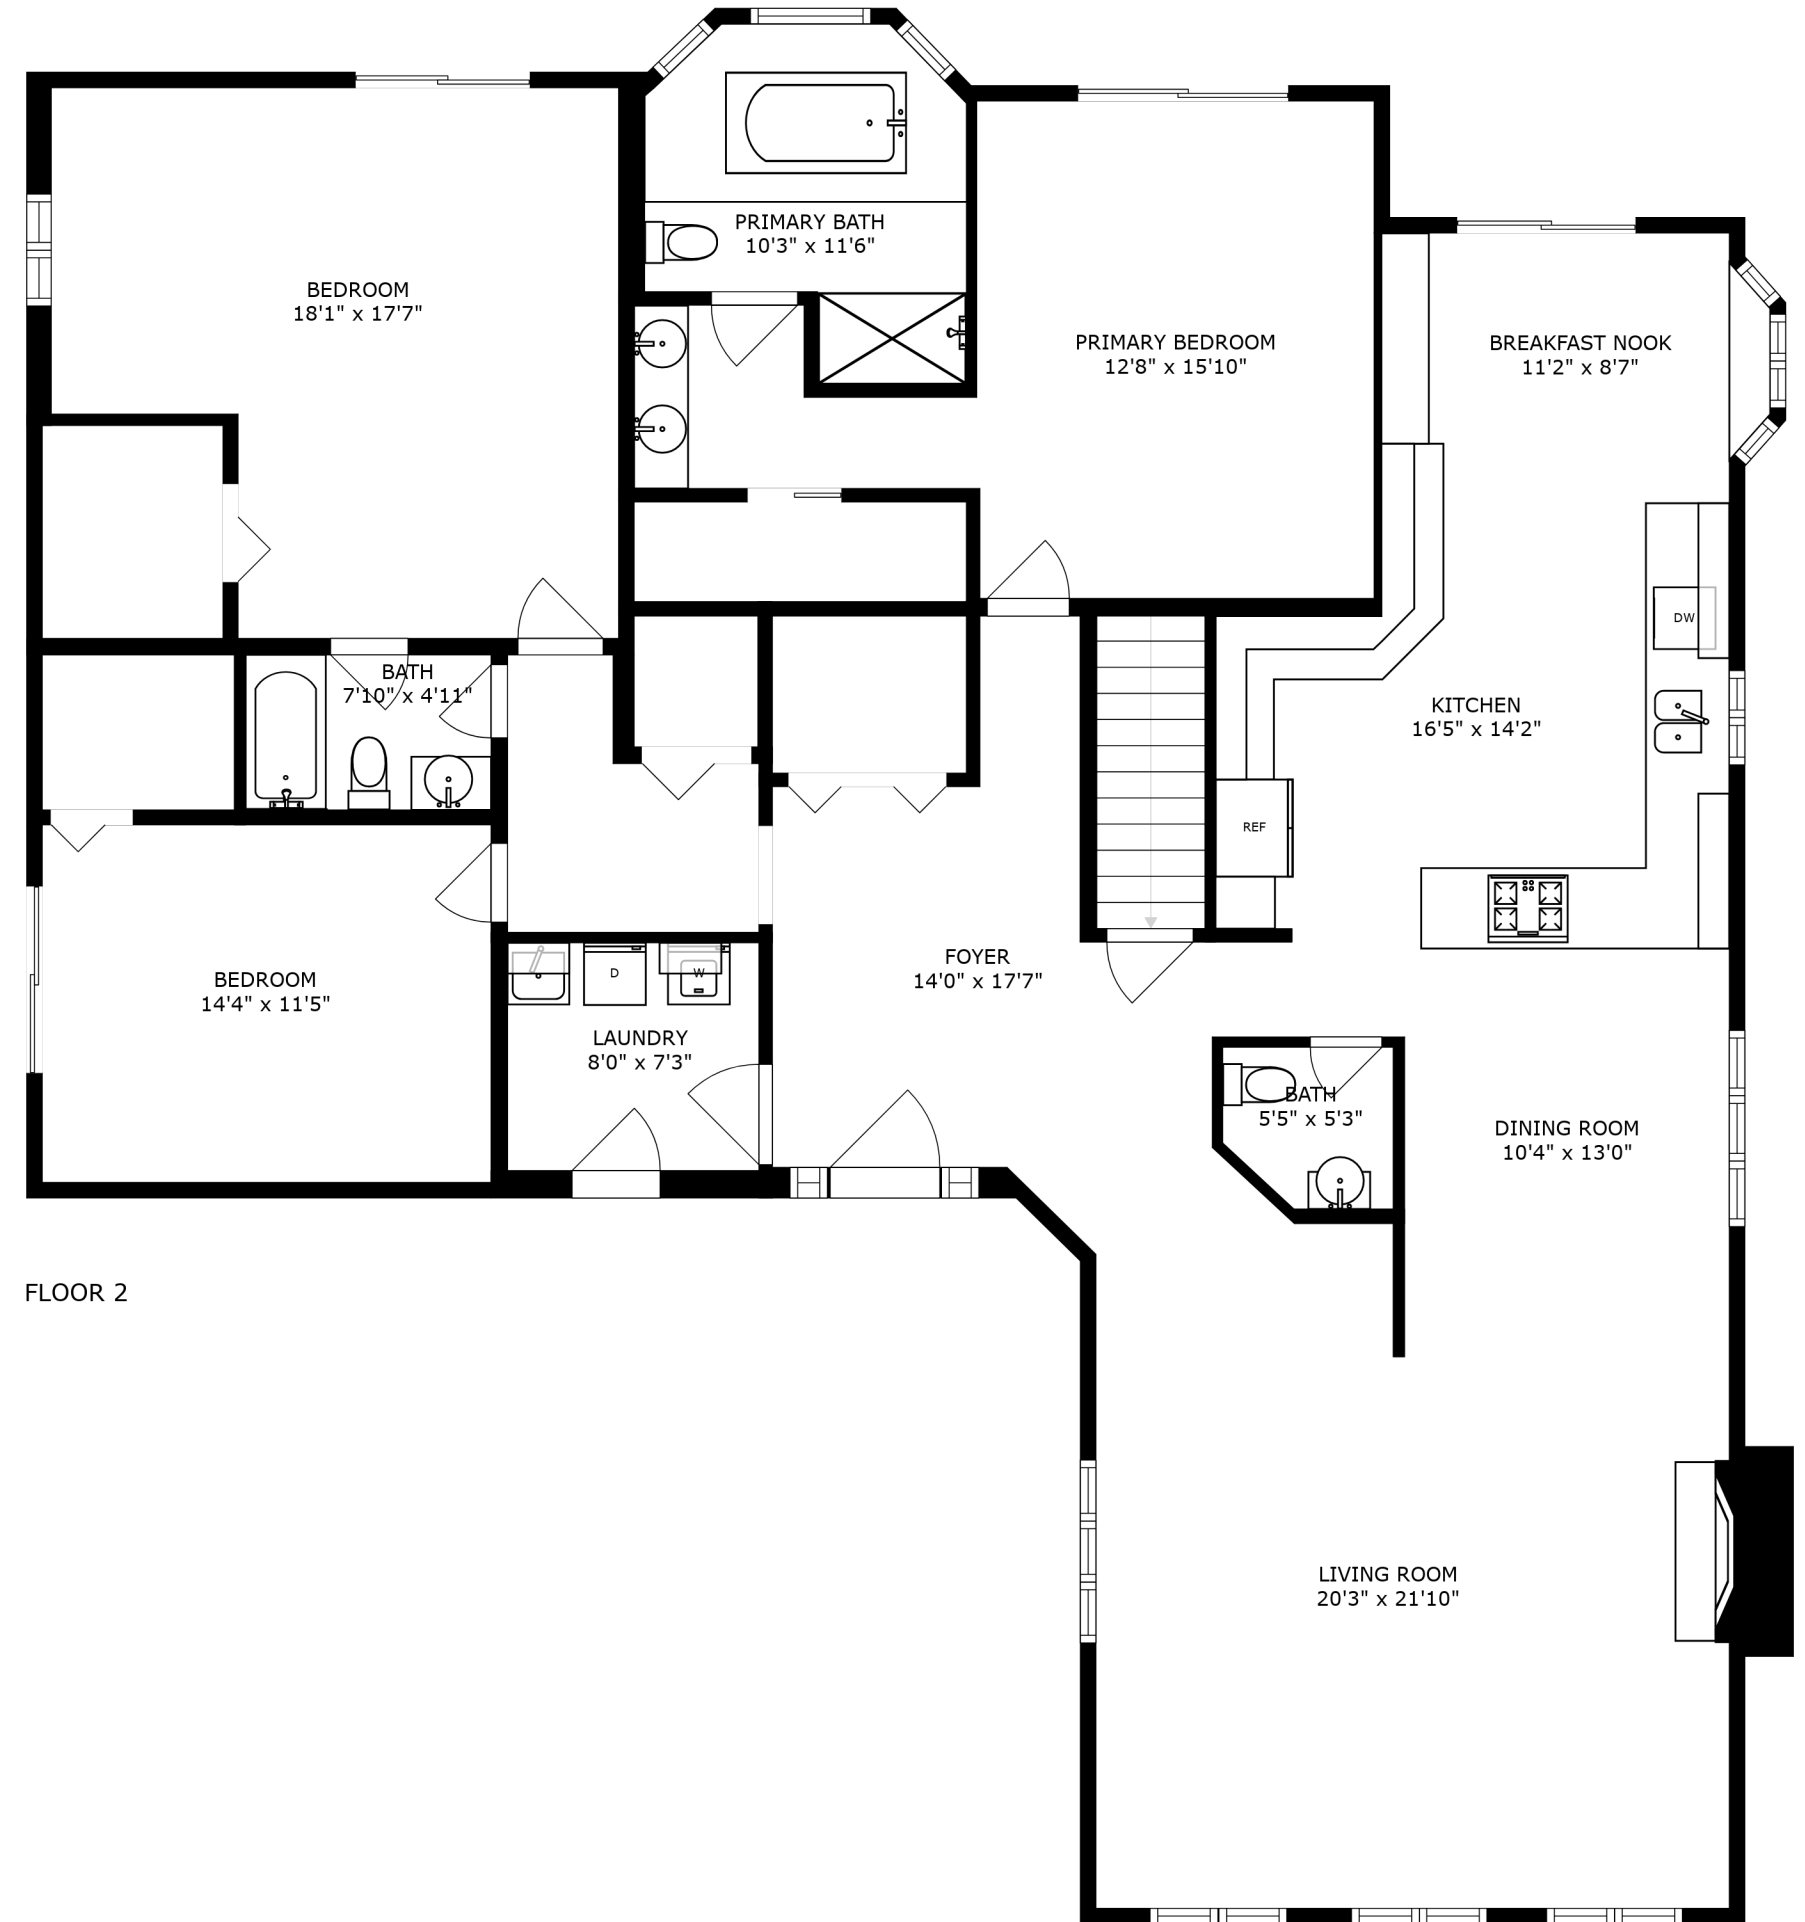 PRIMARY BATH
10'3" x 11'6"
BEDROOM
18'1" x 17'7"
PRIMARY BEDROOM
12'8" x 15'10"
BREAKFAST NOOK
11'2" x 8'7"
DW
BATH
7'10" x 4'11"
KITCHEN
16'5" x 14'2"
REF
FOYER
14'0" x 17'7"
BEDROOM
14'4" x 11'5"
D
W
LAUNDRY
8'0" x 7'3"
BATH
5'5" x 5'3"
DINING ROOM
10'4" x 13'0"
FLOOR 2
LIVING ROOM
20'3" x 21'10"